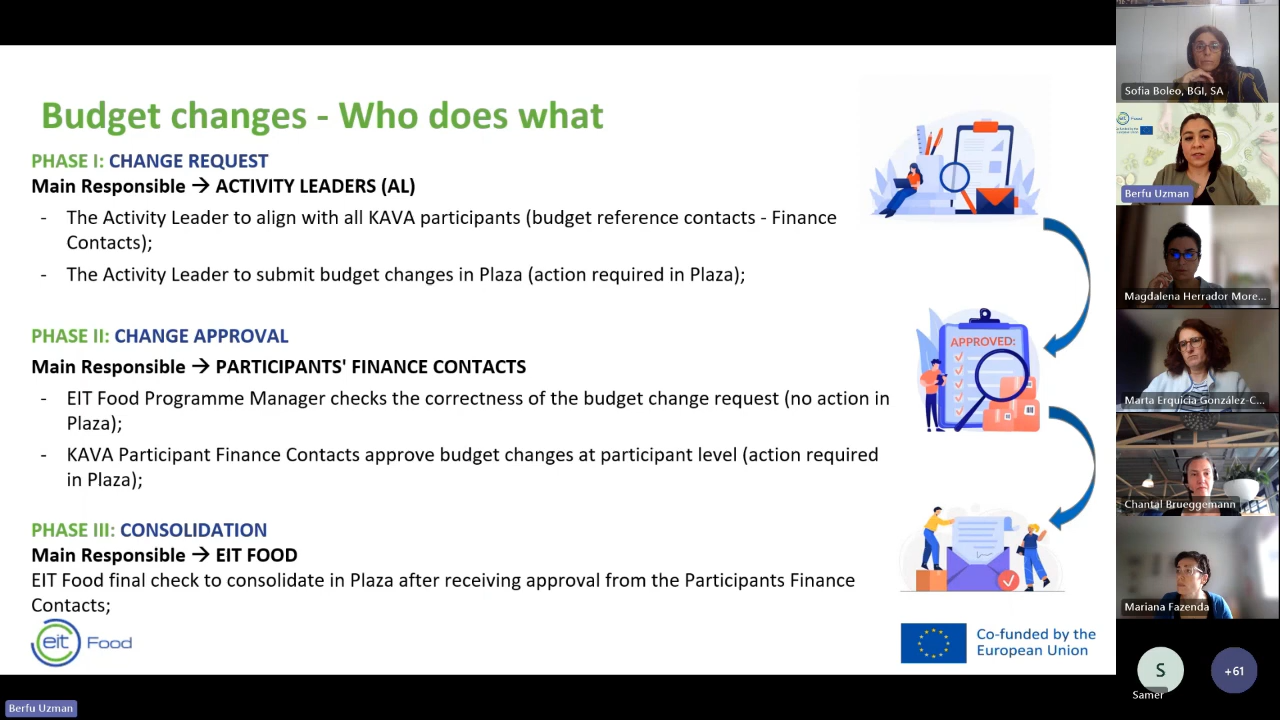 Budget changes - Who does what
PHASE I: CHANGE REQUEST
Main Responsible → ACTIVITY LEADERS (AL)
- The Activity Leader to align with all KAVA participants (budget reference contacts - Finance
Contacts);
- The Activity Leader to submit budget changes in Plaza (action required in Plaza);
PHASE II: CHANGE APPROVAL
Main Responsible → PARTICIPANTS' FINANCE CONTACTS
- EIT Food Programme Manager checks the correctness of the budget change request (no action in
Plaza);
- KAVA Participant Finance Contacts approve budget changes at participant level (action required
in Plaza);
PHASE III: CONSOLIDATION
Main Responsible → EIT FOOD
EIT Food final check to consolidate in Plaza after receiving approval from the Participants Finance
Contacts;
APPROVED:
eit Food
Co-funded by the
European Union
Berfu Uzman
Sofia Boleo, BGI, SA
Food
Berfu Uzman
Magdalena Herrador More...
Marta Erquicia González-C...
Chantal Brueggemann
Mariana Fazenda
S
Samer
+61